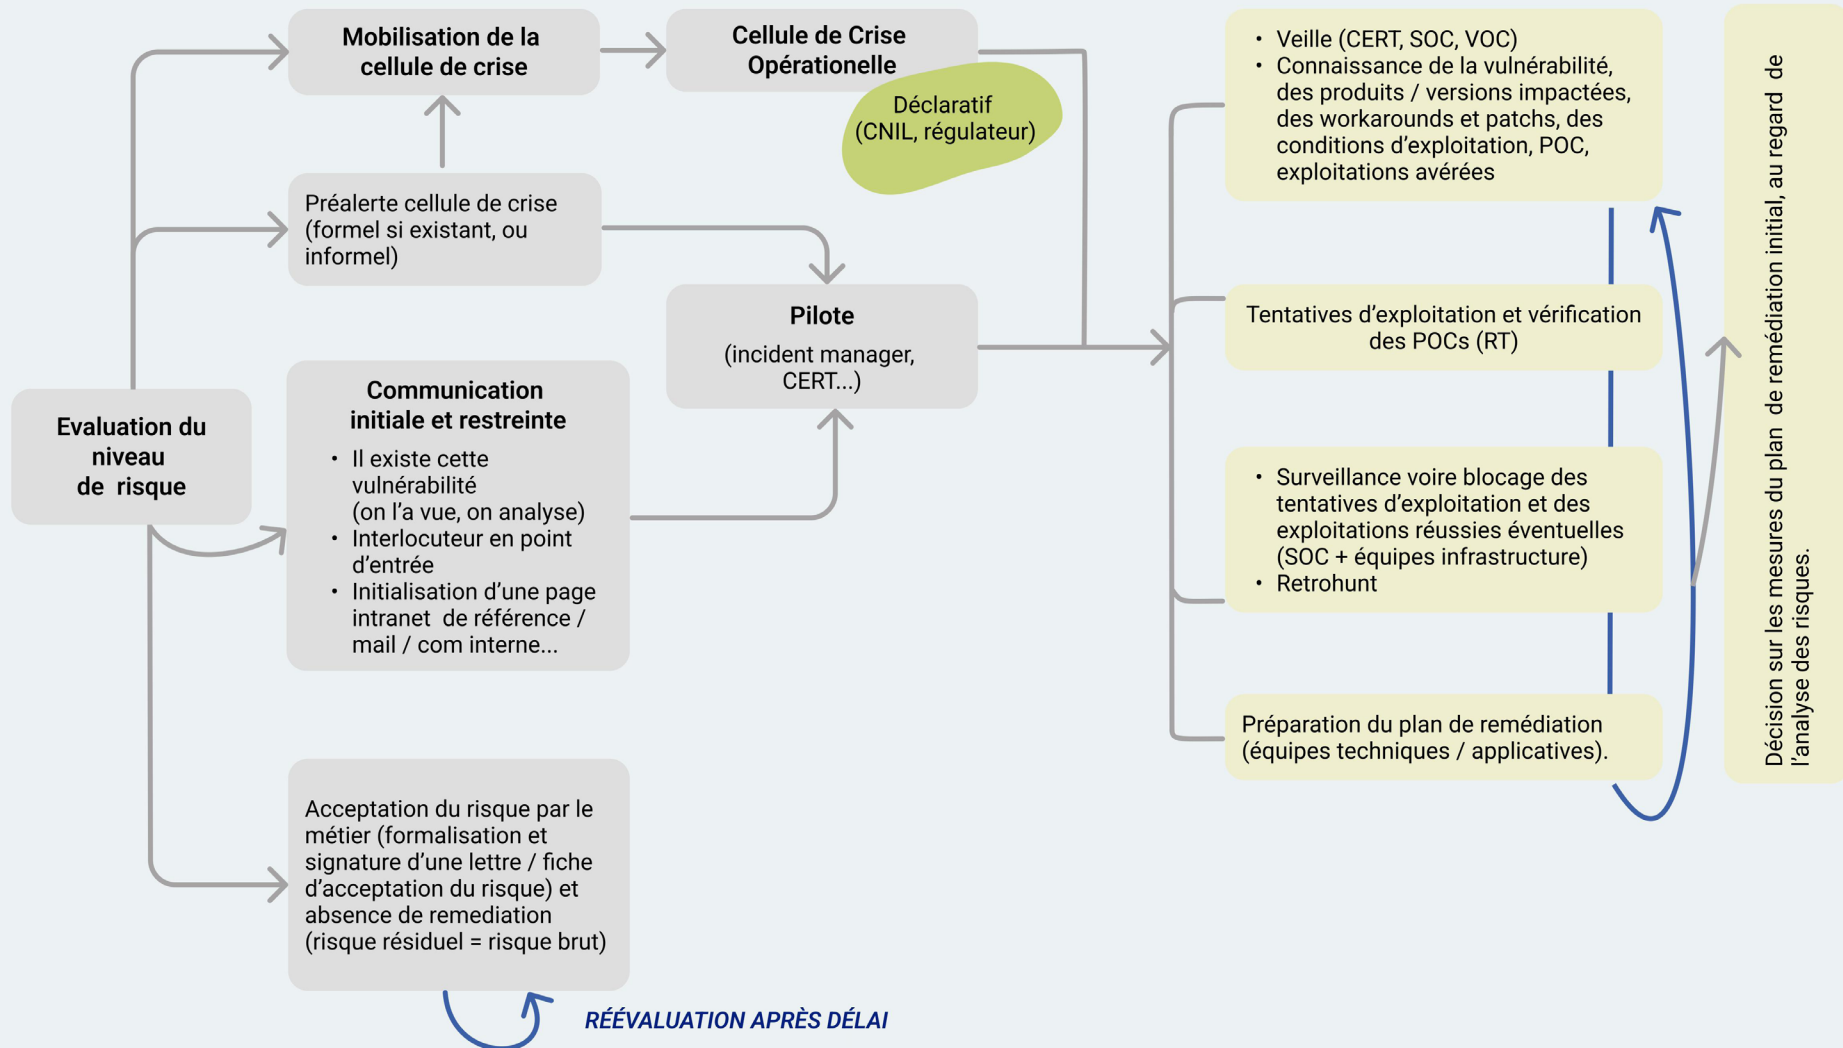 Mobilisation de la
cellule de crise
Cellule de Crise
Opérationelle
Déclaratif
(CNIL, régulateur)
Préalerte cellule de crise
(formel si existant, ou
informel)
Pilote
(incident manager,
CERT...)
Communication
initiale et restreinte
• Il existe cette
vulnérabilité
(on l'a vue, on analyse)
• Interlocuteur en point
d'entrée
• Initialisation d'une page
intranet de référence /
mail / com interne...
Evaluation du
niveau
de risque
Acceptation du risque par le
métier (formalisation et
signature d'une lettre / fiche
d'acceptation du risque) et
absence de remediation
(risque résiduel = risque brut)
RÉÉVALUATION APRÈS DÉLAI
• Veille (CERT, SOC, VOC)
• Connaissance de la vulnérabilité,
des produits / versions impactées,
des workarounds et patchs, des
conditions d'exploitation, POC,
exploitations avérées
Tentatives d'exploitation et vérification
des POCs (RT)
• Surveillance voire blocage des
tentatives d'exploitation et des
exploitations réussies éventuelles
(SOC + équipes infrastructure)
• Retrohunt
Préparation du plan de remédiation
(équipes techniques / applicatives).
Décision sur les mesures du plan de remédiation initial, au regard de
l'analyse des risques.